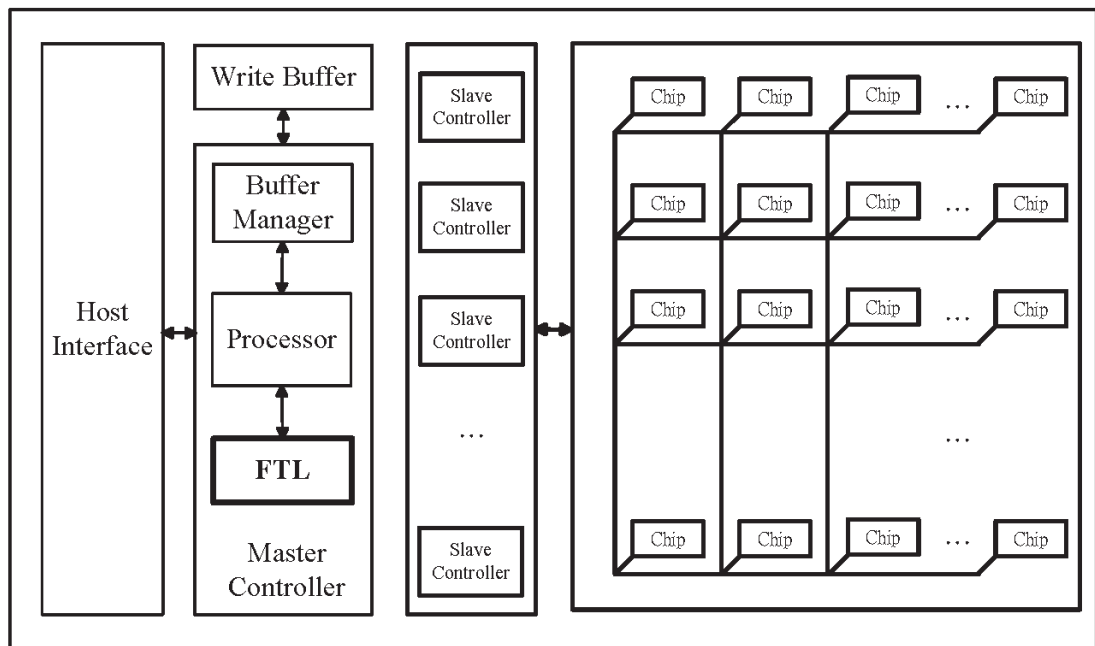 Host
Interface
Write Buffer
Buffer
Manager
Processor
FTL
Master
Controller
Slave
Controller
Slave
Controller
Slave
Controller
...
Slave
Controller
Chip Chip Chip ... Chip
Chip Chip Chip ... Chip
Chip Chip Chip ... Chip
...
Chip Chip Chip ... Chip